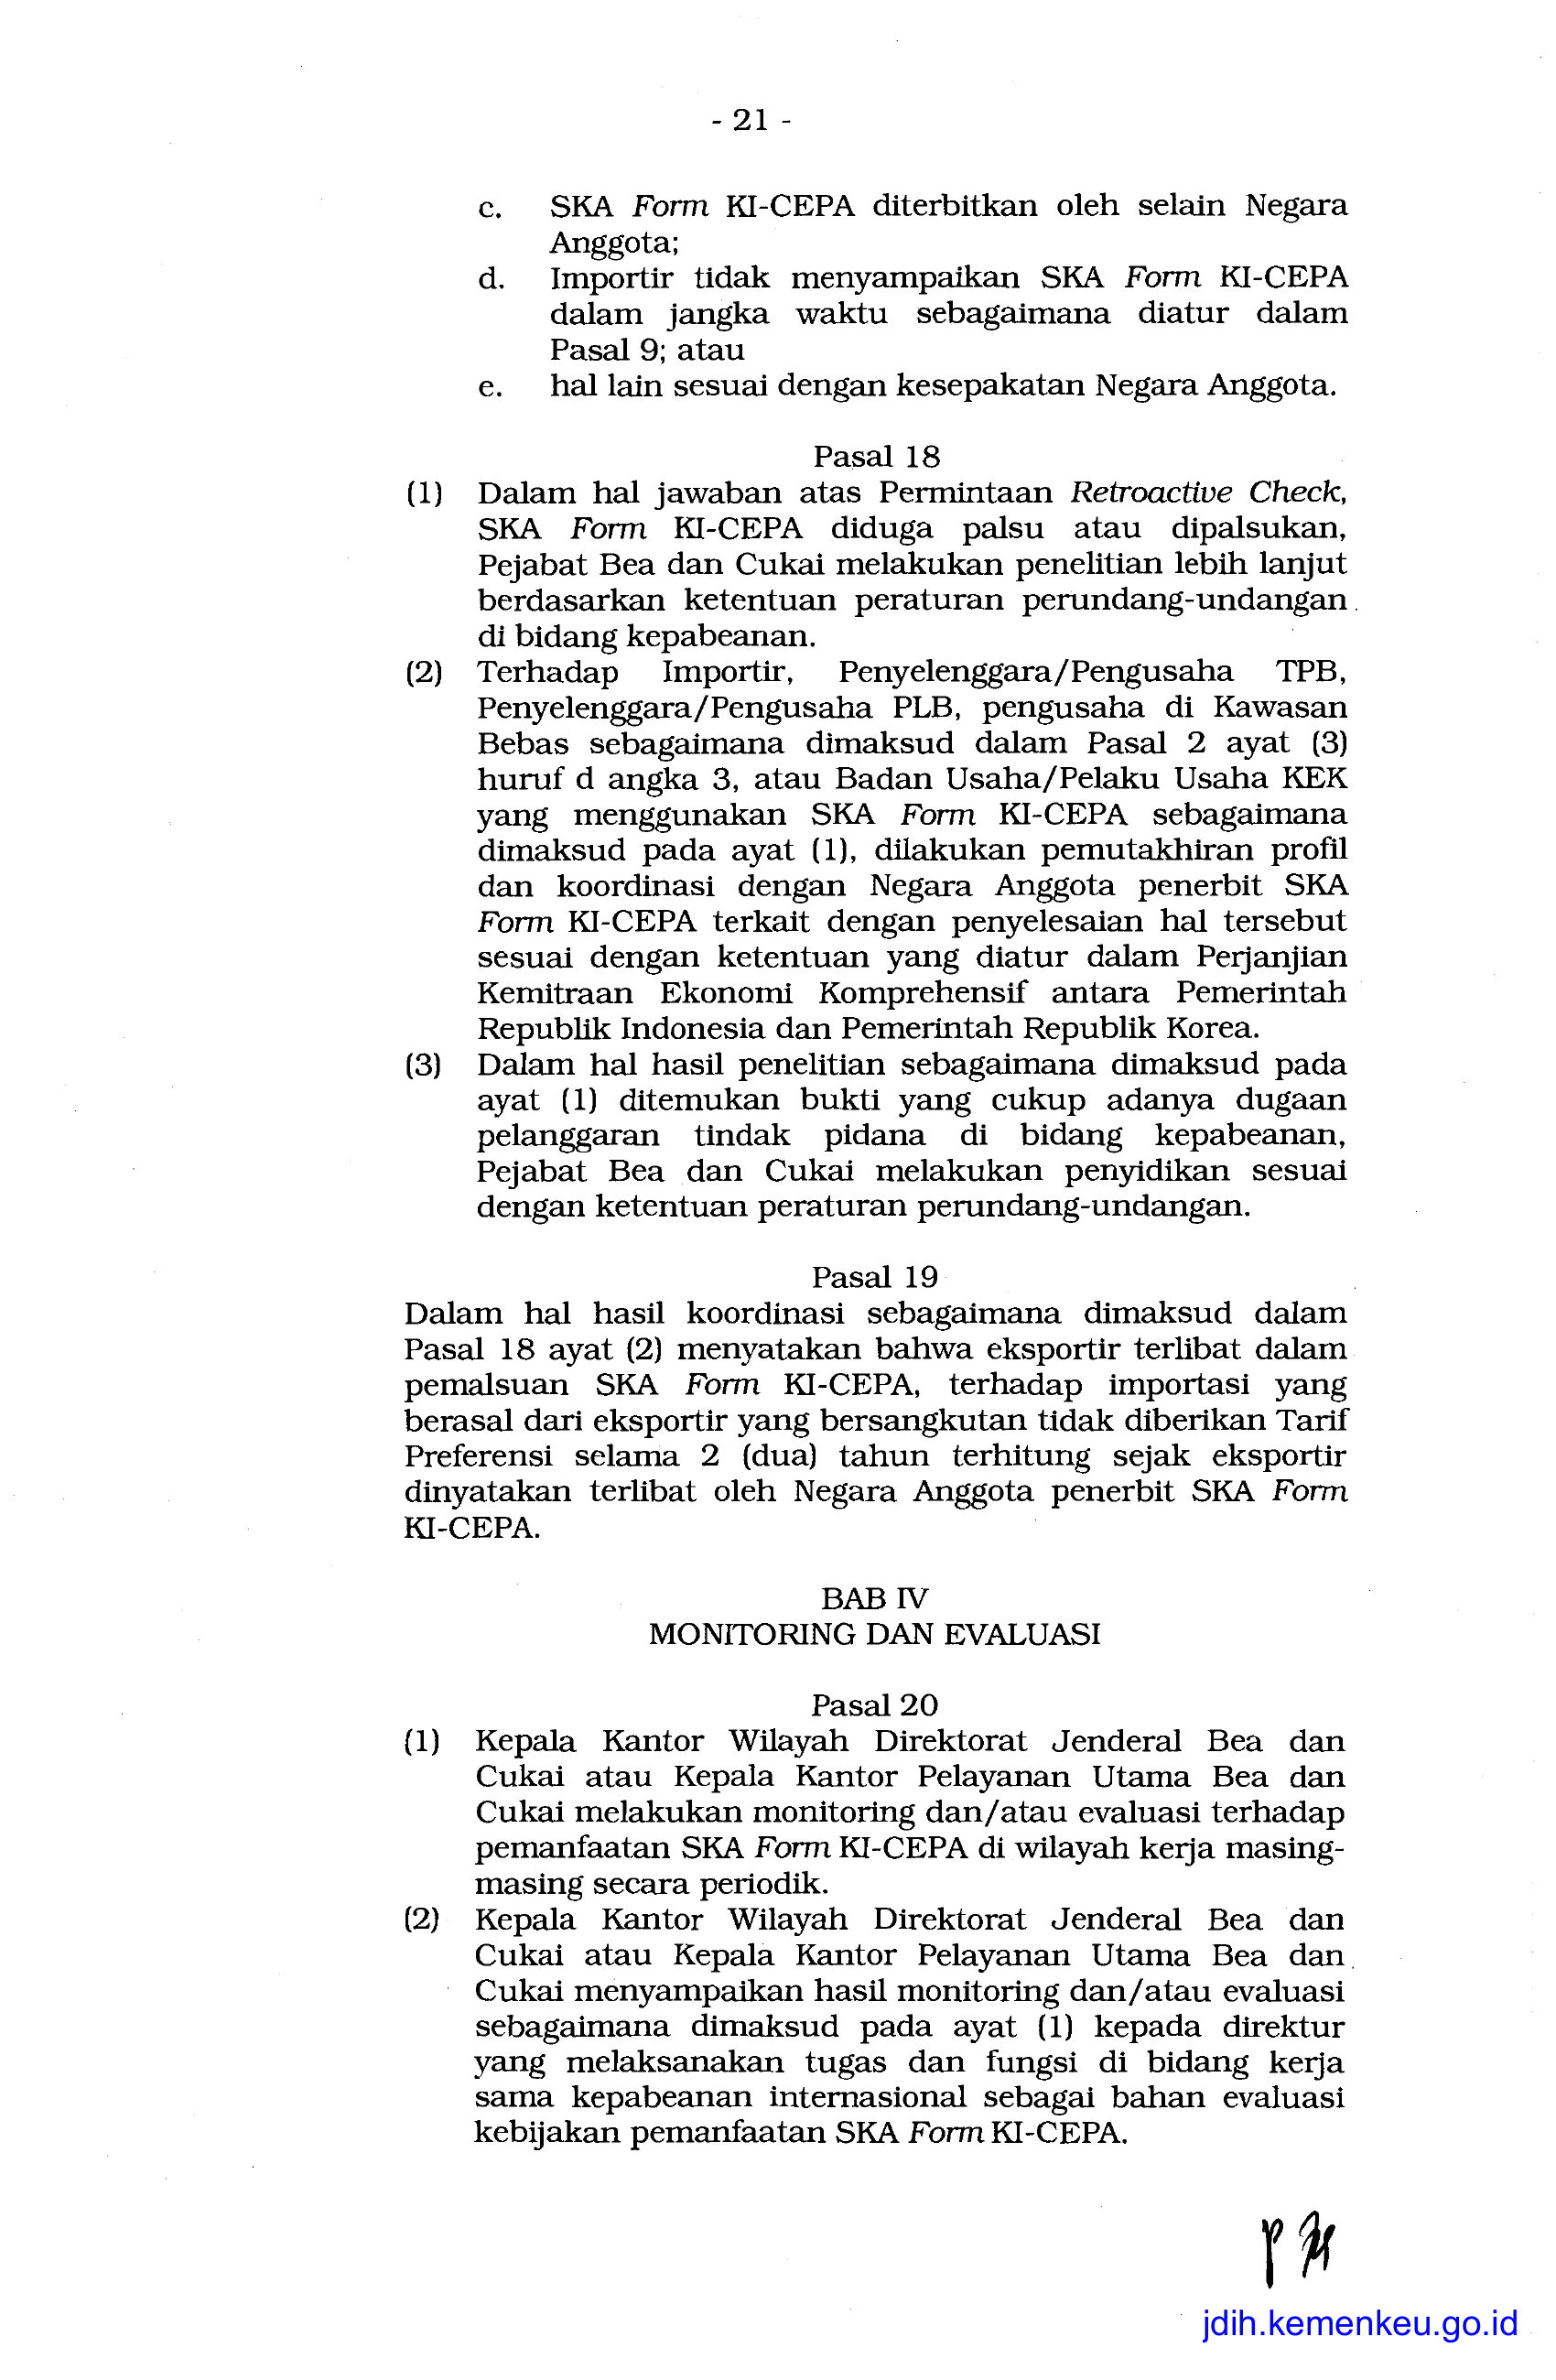 - 21 -
c. SKA Form KI-CEPA diterbitkan oleh selain Negara
Anggota;
d. Importir tidak menyampaikan SKA Form KI-CEPA
dalam jangka waktu sebagaimana diatur dalam
Pasal 9; atau
e. hal lain sesuai dengan kesepakatan Negara Anggota.
Pasal 18
(1) Dalam hal jawaban atas Permintaan Retroactive Check,
SKA Form KI-CEPA diduga palsu atau dipalsukan,
Pejabat Bea dan Cukai melakukan penelitian lebih lanjut
berdasarkan ketentuan peraturan perundang-undangan
di bidang kepabeanan.
(2) Terhadap Importir, Penyelenggara/Pengusaha TPB,
Penyelenggara/Pengusaha PLB, pengusaha di Kawasan
Bebas sebagaimana dimaksud dalam Pasal 2 ayat (3)
huruf d angka 3, atau Badan Usaha/Pelaku Usaha KEK
yang menggunakan SKA Form KI-CEPA sebagaimana
dimaksud pada ayat (1), dilakukan pemutakhiran profil
dan koordinasi dengan Negara Anggota penerbit SKA
Form KI-CEPA terkait dengan penyelesaian hal tersebut
sesuai dengan ketentuan yang diatur dalam Perjanjian
Kemitraan Ekonomi Komprehensif antara Pemerintah
Republik Indonesia dan Pemerintah Republik Korea.
(3) Dalam hal hasil penelitian sebagaimana dimaksud pada
ayat (1) ditemukan bukti yang cukup adanya dugaan
pelanggaran tindak pidana di bidang kepabeanan,
Pejabat Bea dan Cukai melakukan penyidikan sesuai
dengan ketentuan peraturan perundang-undangan.
Pasal 19
Dalam hal hasil koordinasi sebagaimana dimaksud dalam
Pasal 18 ayat (2) menyatakan bahwa eksportir terlibat dalam
pemalsuan SKA Form KI-CEPA, terhadap importasi yang
berasal dari eksportir yang bersangkutan tidak diberikan Tarif
Preferensi selama 2 (dua) tahun terhitung sejak eksportir
dinyatakan terlibat oleh Negara Anggota penerbit SKA Form
KI-CEPA.
BAB IV
MONITORING DAN EVALUASI
Pasal 20
(1) Kepala Kantor Wilayah Direktorat Jenderal Bea dan
Cukai atau Kepala Kantor Pelayanan Utama Bea dan
Cukai melakukan monitoring dan/atau evaluasi terhadap
pemanfaatan SKA Form KI-CEPA di wilayah kerja masing-
masing secara periodik.
(2) Kepala Kantor Wilayah Direktorat Jenderal Bea dan
Cukai atau Kepala Kantor Pelayanan Utama Bea dan
Cukai menyampaikan hasil monitoring dan/atau evaluasi
sebagaimana dimaksud pada ayat (1) kepada direktur
yang melaksanakan tugas dan fungsi di bidang kerja
sama kepabeanan internasional sebagai bahan evaluasi
kebijakan pemanfaatan SKA Form KI-CEPA.
jdih.kemenkeu.go.id